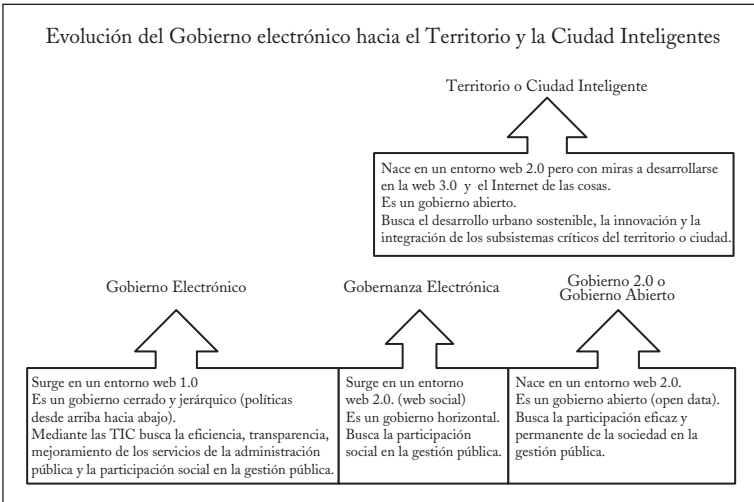 Evolución del Gobierno electrónico hacia el Territorio y la Ciudad Inteligentes
Territorio o Ciudad Inteligente
Nace en un entorno web 2.0 pero con miras a desarrollarse
en la web 3.0 y el Internet de las cosas.
Es un gobierno abierto.
Busca el desarrollo urbano sostenible, la innovación y la
integración de los subsistemas críticos del territorio o ciudad.
Gobierno Electrónico
Surge en un entorno web 1.0
Es un gobierno cerrado y jerárquico (políticas
desde arriba hacia abajo).
Mediante las TIC busca la eficiencia, transparencia,
mejoramiento de los servicios de la administración
pública y la participación social en la gestión pública.
Gobernanza Electrónica
Surge en un entorno
web 2.0. (web social)
Es un gobierno horizontal.
Busca la participación
social en la gestión pública.
Gobierno 2.0 o
Gobierno Abierto
Nace en un entorno web 2.0.
Es un gobierno abierto (open data).
Busca la participación eficaz y
permanente de la sociedad en la
gestión pública.